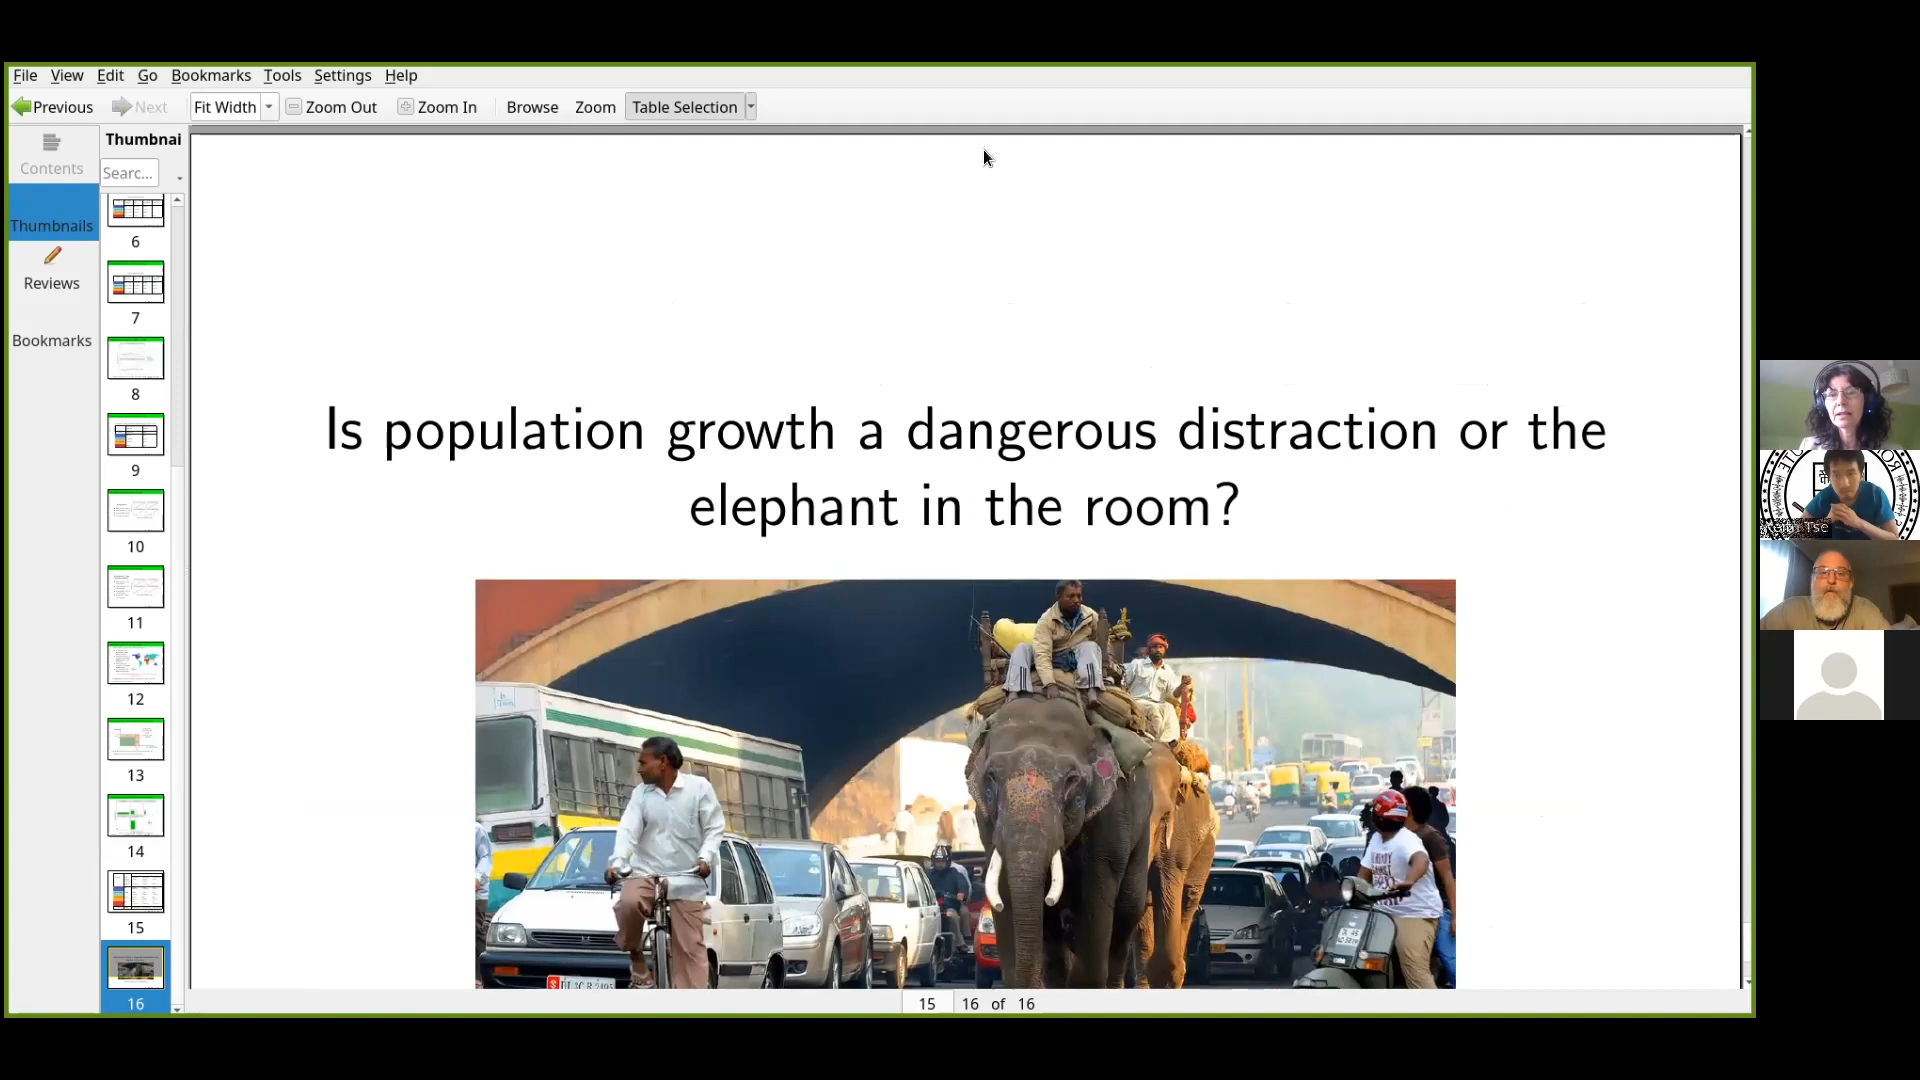 File View Edit Go Bookmarks Tools Settings Help
Previous Next Fit Width Zoom Out Zoom In Browse Zoom Table Selection
Contents
Thumbnails
Reviews
Bookmarks
Thumbnai
Searc...
6
7
8
9
10
11
12
13
14
15
16
Is population growth a dangerous distraction or the
elephant in the room?
15 16 of 16
Tse